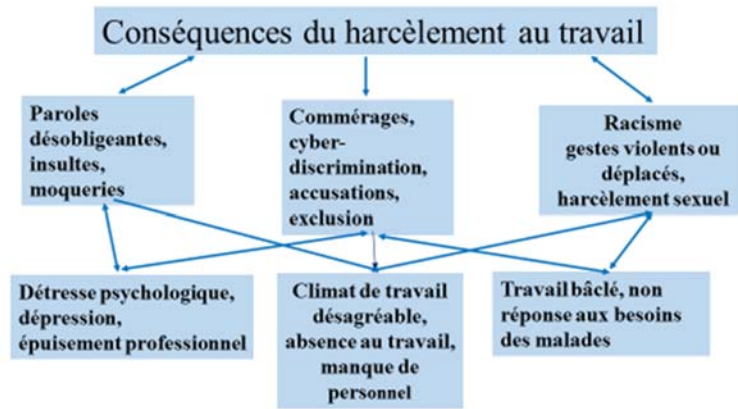 Conséquences du harcèlement au travail
Paroles
désobligeantes,
insultes,
moqueries
Commérages,
cyber-
discrimination,
accusations,
exclusion
Racisme
gestes violents ou
déplacés,
harcèlement sexuel
Détresse psychologique,
dépression,
épuisement professionnel
Climat de travail
désagréable,
absence au travail,
manque de
personnel
Travail bâclé, non
réponse aux besoins
des malades